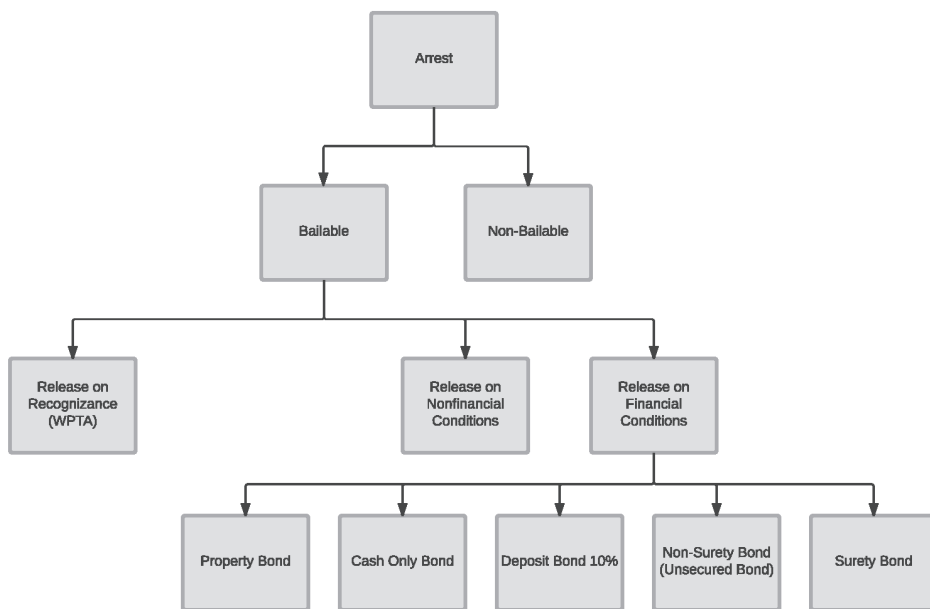 Arrest
Bailable
Non-Bailable
Release on
Recognizance
(WPTA)
Release on
Nonfinancial
Conditions
Release on
Financial
Conditions
Property Bond
Cash Only Bond
Deposit Bond 10%
Non-Surety Bond
(Unsecured Bond)
Surety Bond